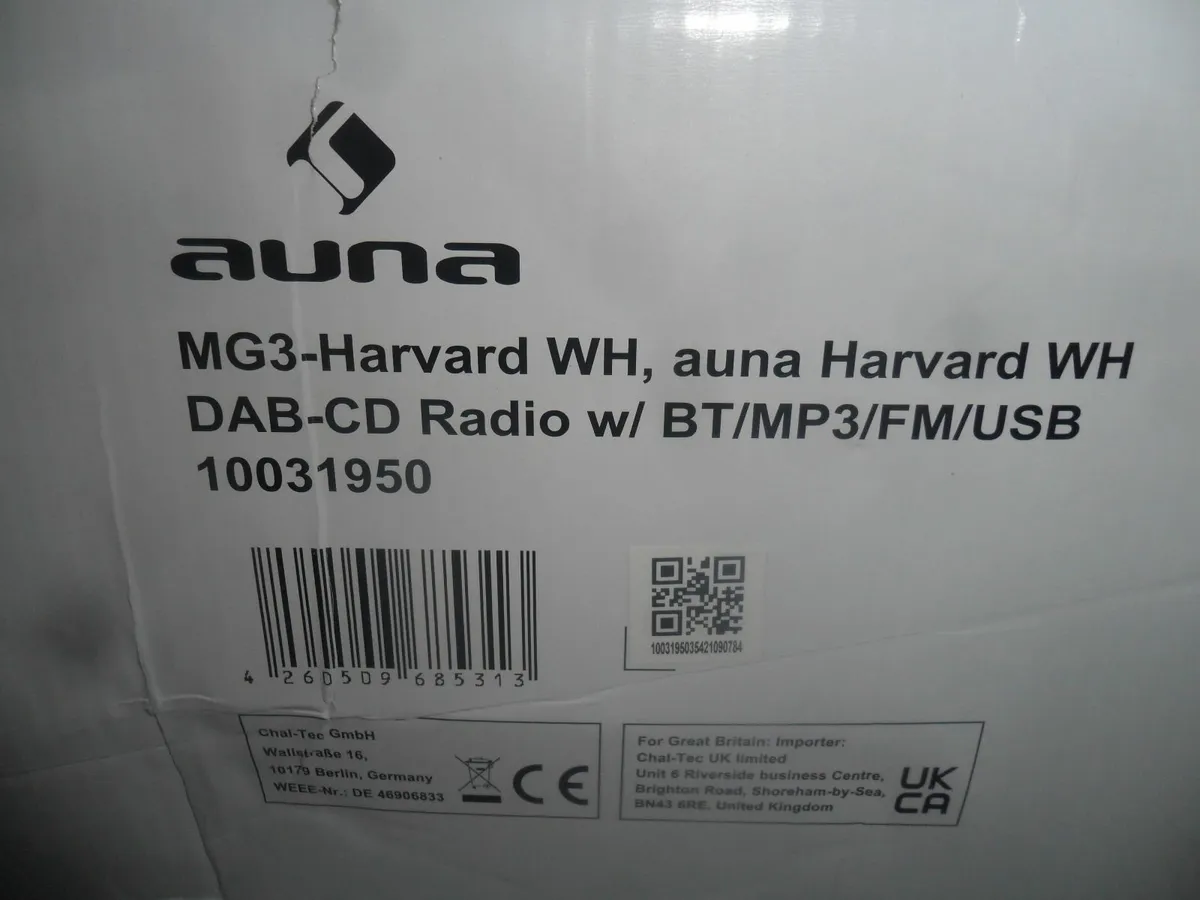 auna
MG3-Harvard WH, auna Harvard WH
DAB-CD Radio w/ BT/MP3/FM/USB
10031950
4 260509 685313
1003195035421090784
Chal-Tec GmbH
Wallstraße 16,
10179 Berlin, Germany
WEEE-Nr.: DE 46906833
CE
For Great Britain: Importer:
Chal-Tec UK limited
Unit 6 Riverside business Centre,
Brighton Road, Shoreham-by-Sea,
BN43 6RE, United Kingdom
UK
CA